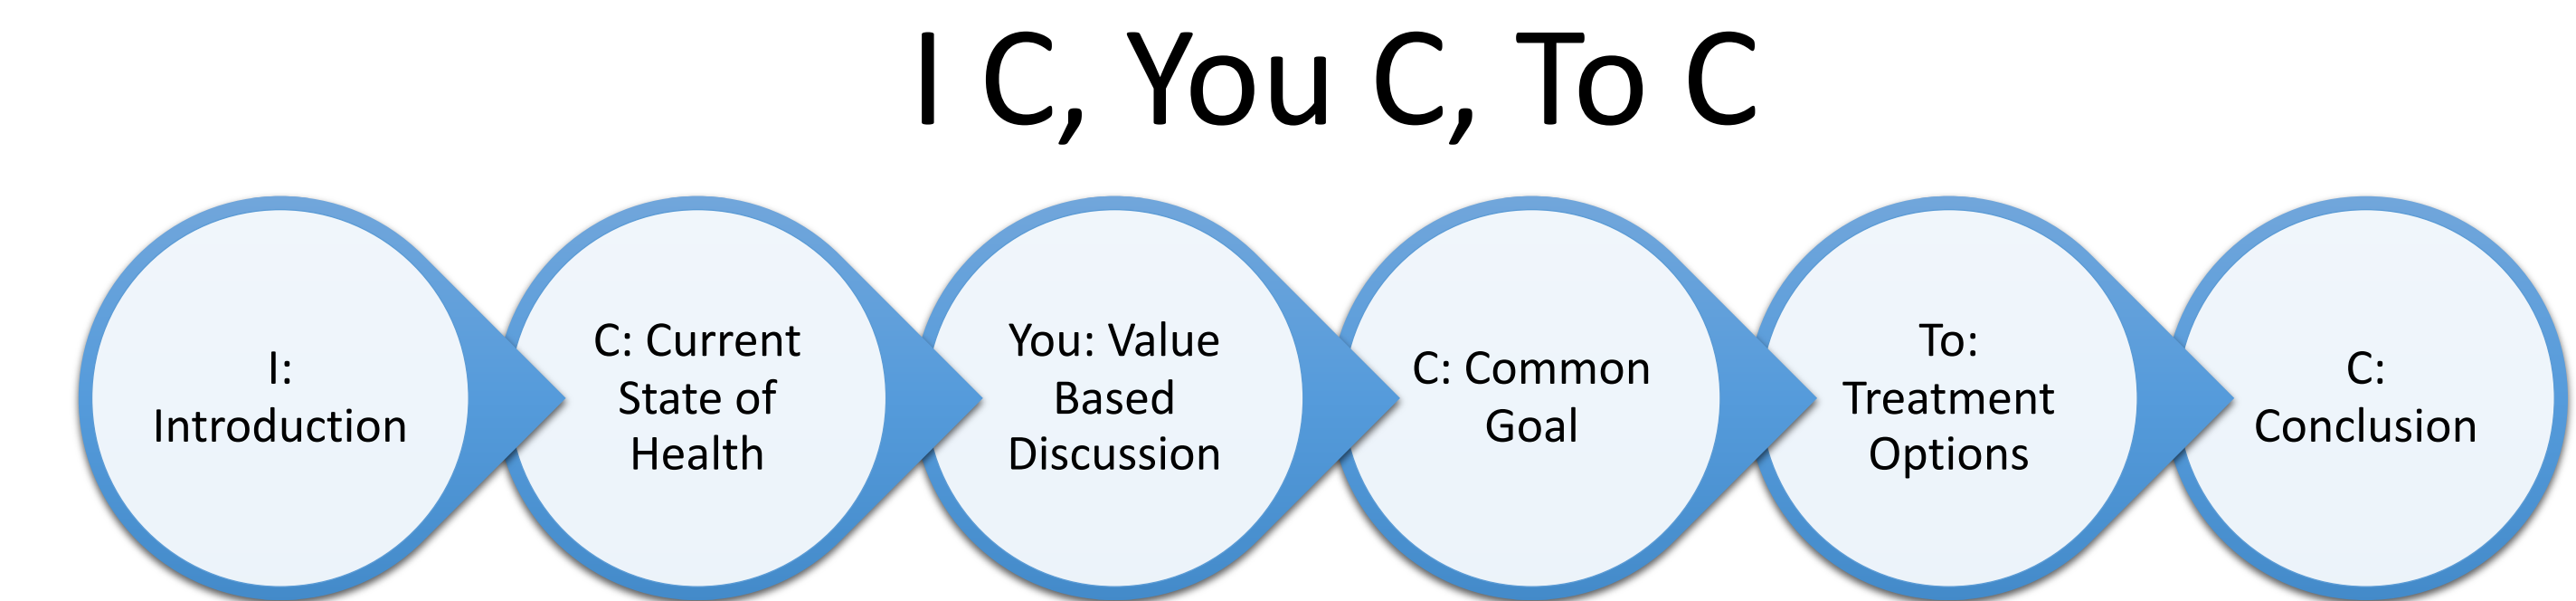 I C, You C, To C
I:
Introduction
C: Current
State of
Health
You: Value
Based
Discussion
C: Common
Goal
To:
Treatment
Options
C:
Conclusion